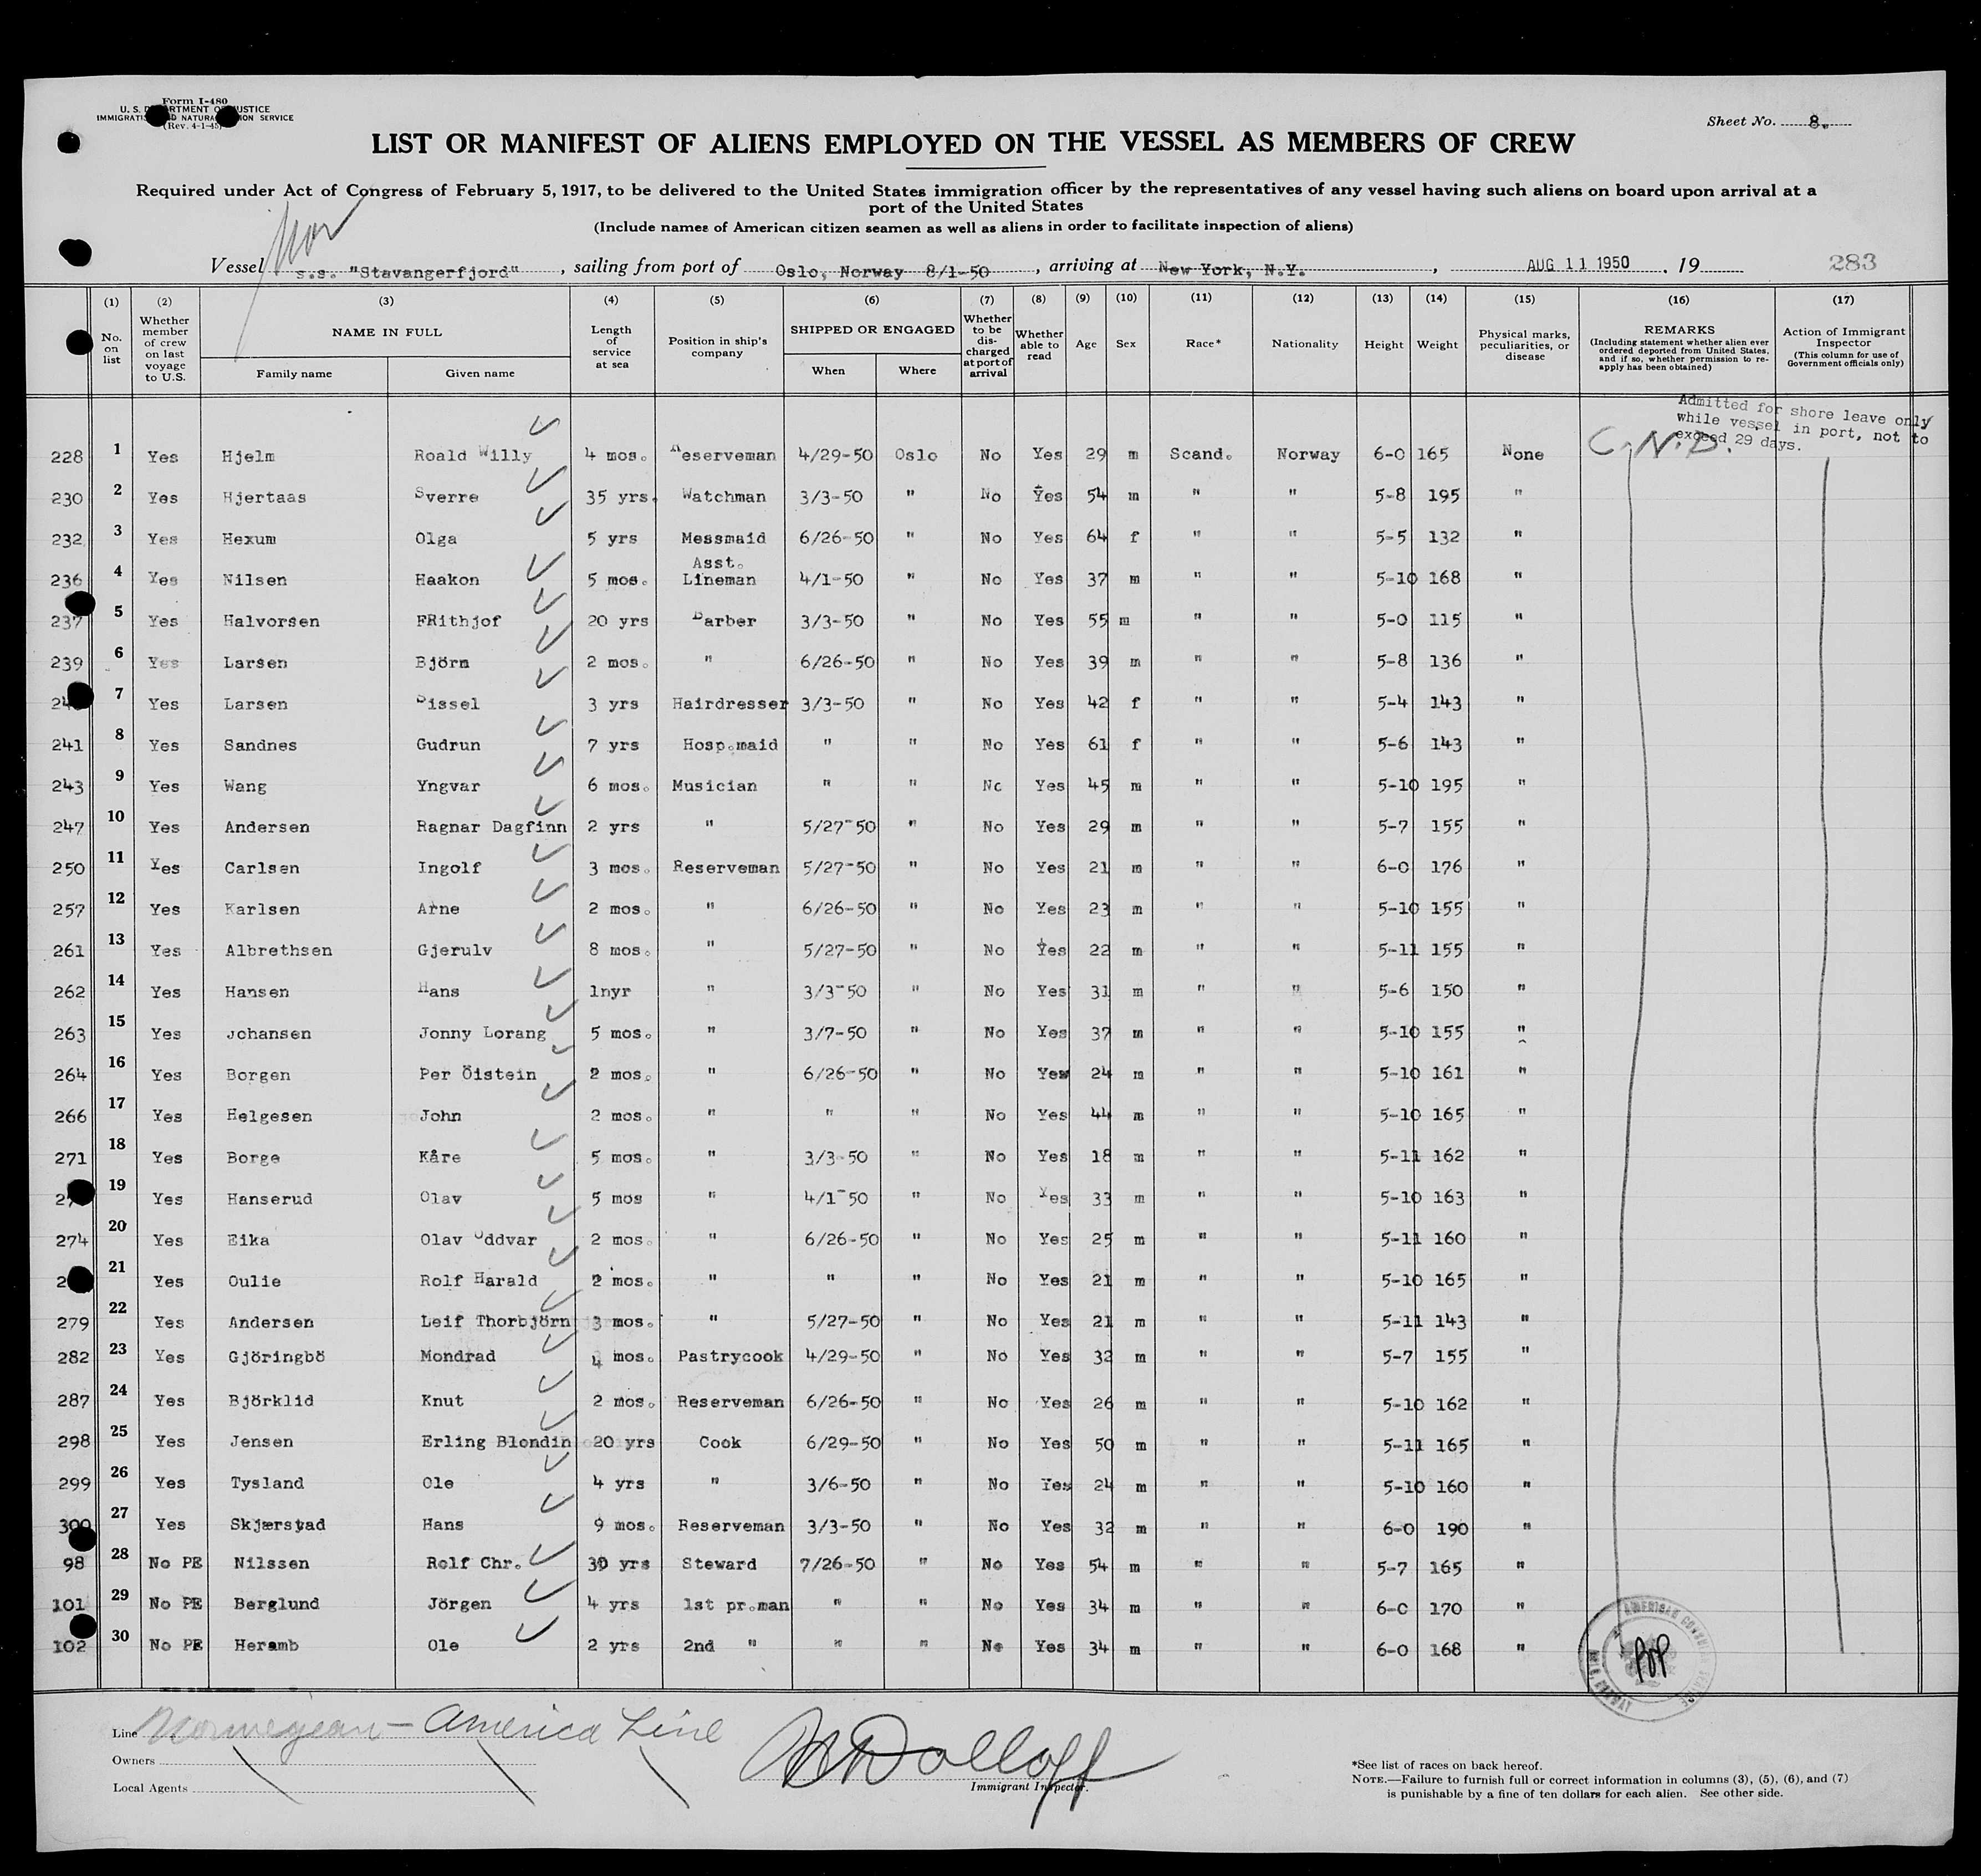 Form I-480
U. S. DEPARTMENT OF JUSTICE
IMMIGRATION AND NATURALIZATION SERVICE
(Rev. 4-1-45)
Sheet No. 8.
LIST OR MANIFEST OF ALIENS EMPLOYED ON THE VESSEL AS MEMBERS OF CREW
Required under Act of Congress of February 5, 1917, to be delivered to the United States immigration officer by the representatives of any vessel having such aliens on board upon arrival at a
port of the United States
(Include names of American citizen seamen as well as aliens in order to facilitate inspection of aliens)
Nor
Vessel s.s. "Stavangerfjord", sailing from port of Oslo, Norway 8/1-50, arriving at New York, N.Y., AUG 11 1950, 19 283
(1) (2) (3) (4) (5) (6) (7) (8) (9) (10) (11) (12) (13) (14) (15) (16) (17)
No. on list
Whether member of crew on last voyage to U.S.
NAME IN FULL
Family name
Given name
Length of service at sea
Position in ship's company
SHIPPED OR ENGAGED
When
Where
Whether to be discharged at port of arrival
Whether able to read
Age
Sex
Race*
Nationality
Height
Weight
Physical marks, peculiarities, or disease
REMARKS
(Including statement whether alien ever ordered deported from United States, and if so, whether permission to reapply has been obtained)
Action of Immigrant Inspector
(This column for use of Government officials only)
Admitted for shore leave only
while vessel in port, not to
exceed 29 days.
C.N.D.
228 1 Yes Hjelm Roald Willy 4 mos. Reserveman 4/29-50 Oslo No Yes 29 m Scand. Norway 6-0 165 None
230 2 Yes Hjertaas Sverre 35 yrs. Watchman 3/3-50 " No Yes 54 m " " 5-8 195 "
232 3 Yes Hexum Olga 5 yrs Messmaid 6/26-50 " No Yes 64 f " " 5-5 132 "
236 4 Yes Nilsen Haakon 5 mos. Asst. Lineman 4/1-50 " No Yes 37 m " " 5-10 168 "
237 5 Yes Halvorsen FRithjof 20 yrs Barber 3/3-50 " No Yes 55 m " " 5-0 115 "
239 6 Yes Larsen Björn 2 mos. " 6/26-50 " No Yes 39 m " " 5-8 136 "
7 Yes Larsen Sissel 3 yrs Hairdresser 3/3-50 " No Yes 42 f " " 5-4 143 "
241 8 Yes Sandnes Gudrun 7 yrs Hosp.maid " " No Yes 61 f " " 5-6 143 "
243 9 Yes Wang Yngvar 6 mos. Musician " " No Yes 45 m " " 5-10 195 "
247 10 Yes Andersen Ragnar Dagfinn 2 yrs " 5/27-50 " No Yes 29 m " " 5-7 155 "
250 11 Yes Carlsen Ingolf 3 mos. Reserveman 5/27-50 " No Yes 21 m " " 6-0 176 "
257 12 Yes Karlsen Arne 2 mos. " 6/26-50 " No Yes 23 m " " 5-10 155 "
261 13 Yes Albrethsen Gjerulv 8 mos. " 5/27-50 " No Yes 22 m " " 5-11 155 "
262 14 Yes Hansen Hans 1nyr " 3/3-50 " No Yes 31 m " " 5-6 150 "
263 15 Yes Johansen Jonny Lorang 5 mos. " 3/7-50 " No Yes 37 m " " 5-10 155 "
264 16 Yes Borgen Per Öistein 2 mos. " 6/26-50 " No Yes 24 m " " 5-10 161 "
266 17 Yes Helgesen John 2 mos. " " " No Yes 44 m " " 5-10 165 "
271 18 Yes Borge Kåre 5 mos. " 3/3-50 " No Yes 18 m " " 5-11 162 "
19 Yes Hanserud Olav 5 mos " 4/1-50 " No Yes 33 m " " 5-10 163 "
274 20 Yes Eika Olav Oddvar 2 mos. " 6/26-50 " No Yes 25 m " " 5-11 160 "
21 Yes Oulie Rolf Harald 2 mos. " " " No Yes 21 m " " 5-10 165 "
279 22 Yes Andersen Leif Thorbjörn 3 mos. " 5/27-50 " No Yes 21 m " " 5-11 143 "
282 23 Yes Gjöringbö Mondrad 4 mos. Pastrycook 4/29-50 " No Yes 32 m " " 5-7 155 "
287 24 Yes Björklid Knut 2 mos. Reserveman 6/26-50 " No Yes 26 m " " 5-10 162 "
298 25 Yes Jensen Erling Blondin 20 yrs Cook 6/29-50 " No Yes 50 m " " 5-11 165 "
299 26 Yes Tysland Ole 4 yrs " 3/6-50 " No Yes 24 m " " 5-10 160 "
300 27 Yes Skjærstad Hans 9 mos. Reserveman 3/3-50 " No Yes 32 m " " 6-0 190 "
98 28 No PE Nilssen Rolf Chr. 30 yrs Steward 7/26-50 " No Yes 54 m " " 5-7 165 "
101 29 No PE Berglund Jörgen 4 yrs 1st pr.man " " No Yes 34 m " " 6-0 170 "
102 30 No PE Heramb Ole 2 yrs 2nd " " " No Yes 34 m " " 6-0 168 "
AMERICAN CONSULAR SERVICE
Line Norwegian-America Line
Owners
Local Agents
Immigrant Inspector.
*See list of races on back hereof.
NOTE.—Failure to furnish full or correct information in columns (3), (5), (6), and (7)
is punishable by a fine of ten dollars for each alien. See other side.